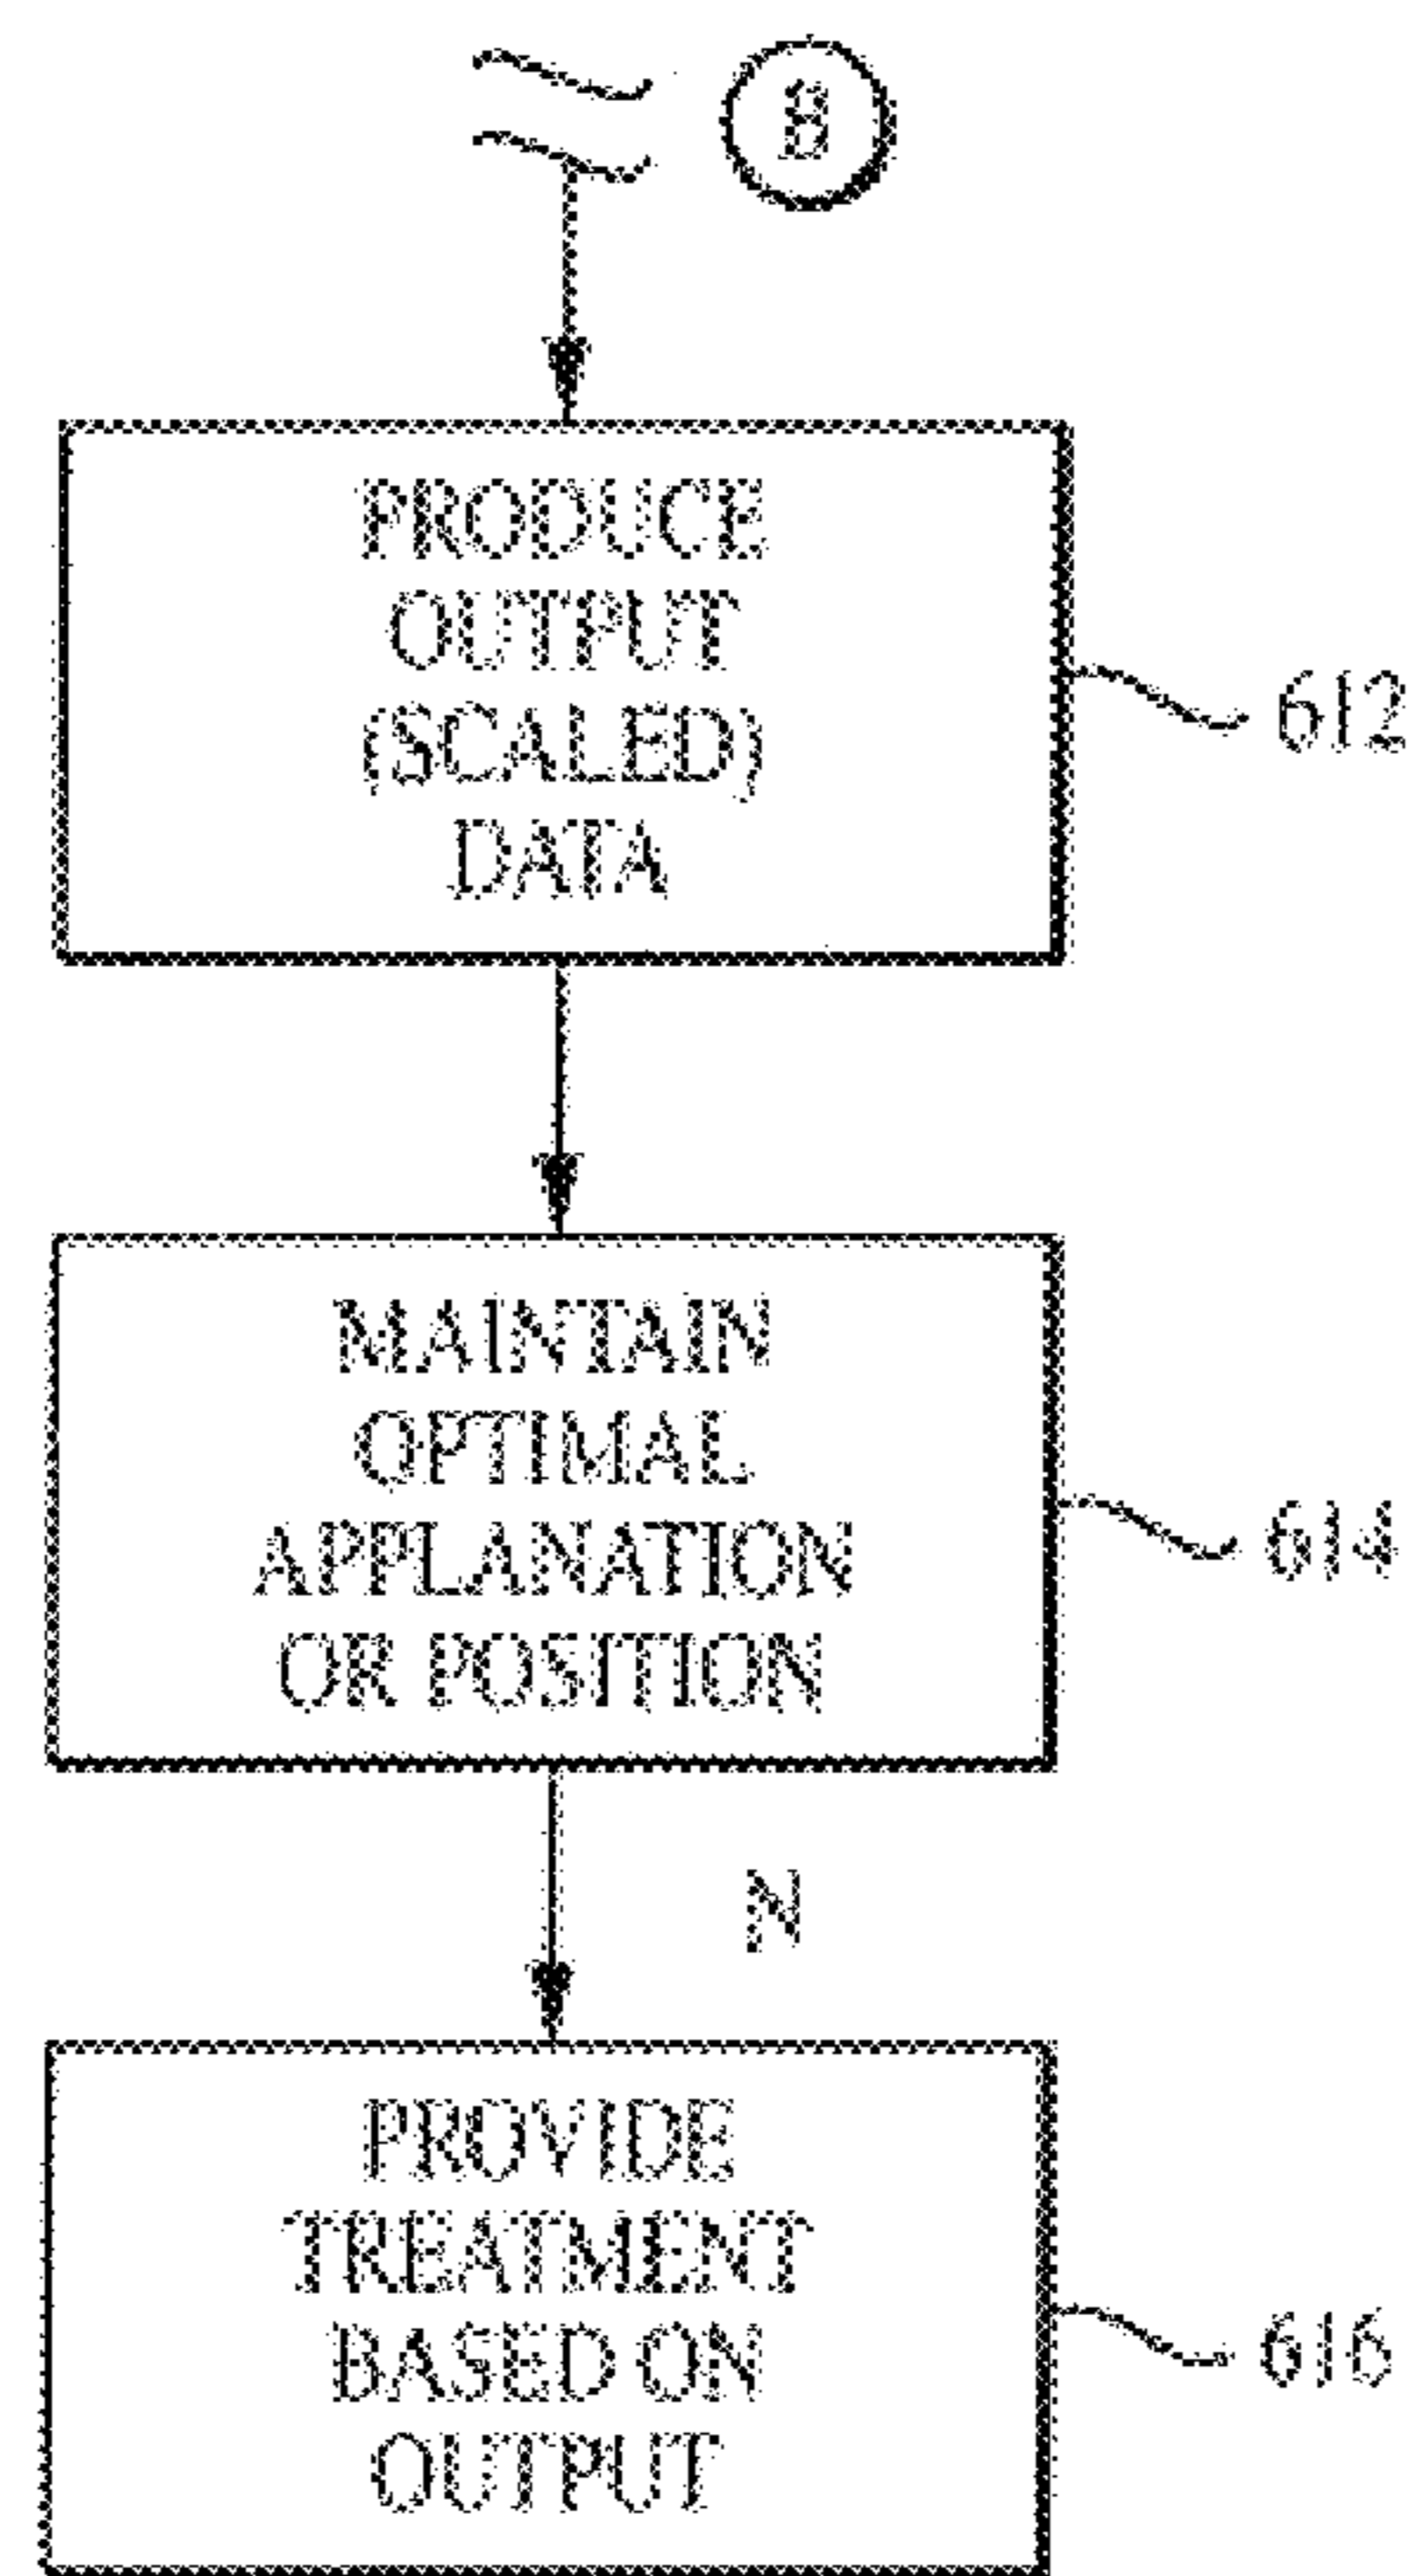 B
PRODUCE
OUTPUT
(SCALED)
DATA
612
MAINTAIN
OPTIMAL
APPLANATION
OR POSITION
614
N
PROVIDE
TREATMENT
BASED ON
OUTPUT
616